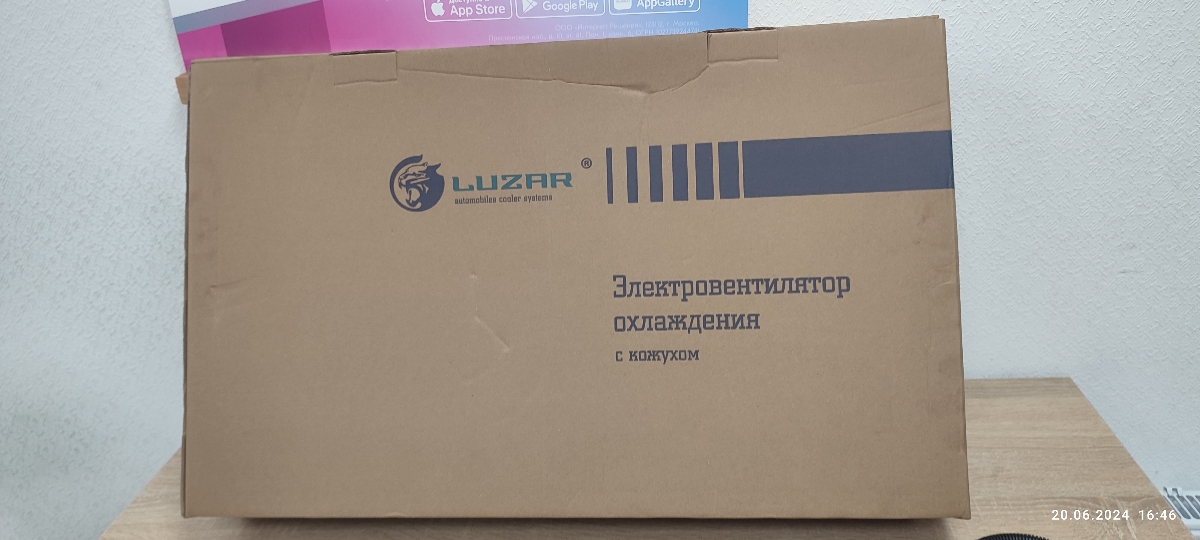 App Store
Google Play
AppGallery
LUZAR ®
automobiles cooler systems
Электровентилятор
охлаждения
с кожухом
20.06.2024 16:46